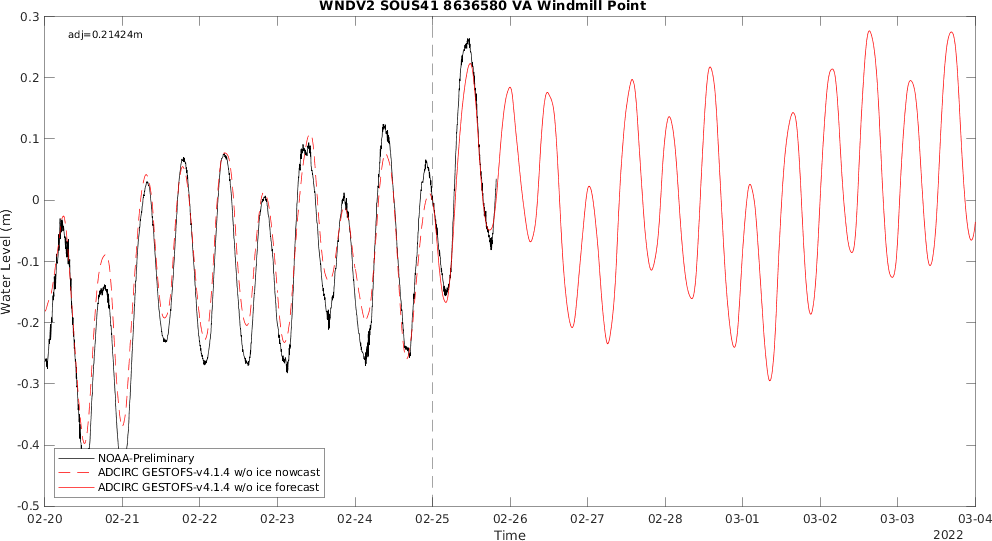 WNDV2 SOUS41 8636580 VA Windmill Point
adj=0.21424m
0.3
0.2
0.1
0
-0.1
-0.2
-0.3
-0.4
-0.5
Water Level (m)
NOAA-Preliminary
ADCIRC GESTOFS-v4.1.4 w/o ice nowcast
ADCIRC GESTOFS-v4.1.4 w/o ice forecast
02-20 02-21 02-22 02-23 02-24 02-25 02-26 02-27 02-28 03-01 03-02 03-03 03-04
Time
2022